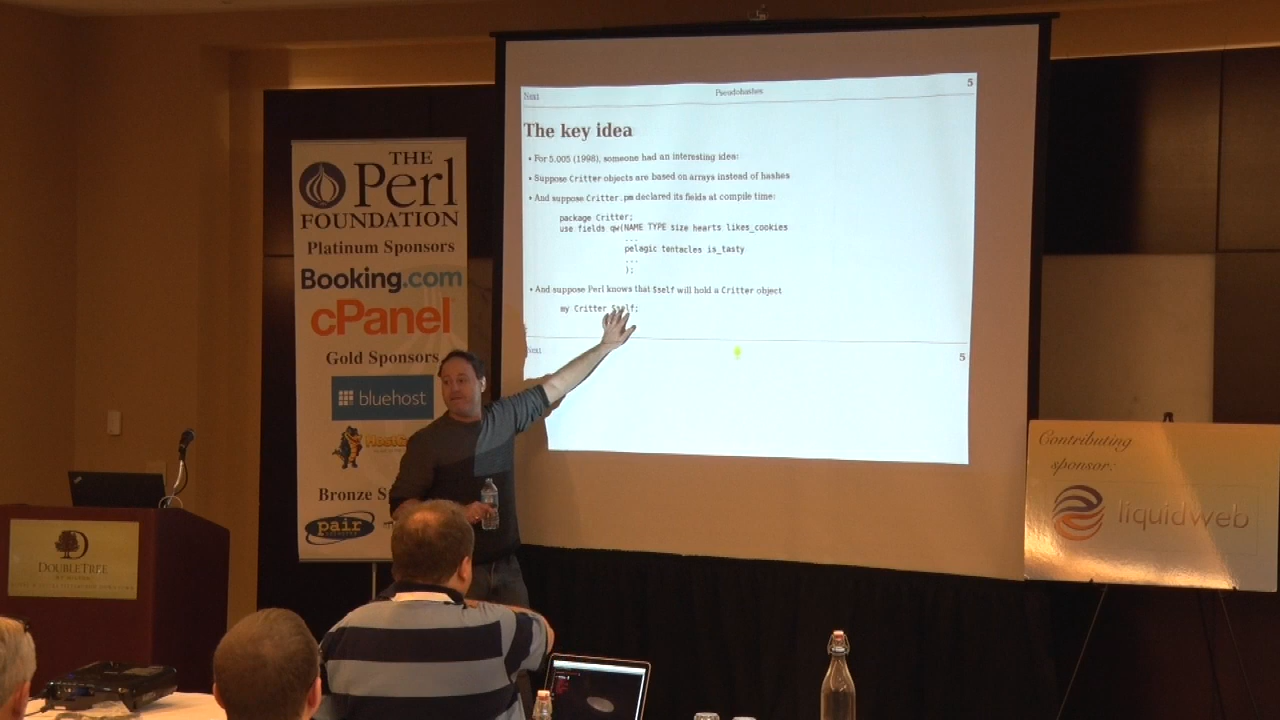 Next
Pseudohashes
5
The key idea
• For 5.005 (1998), someone had an interesting idea:
• Suppose Critter objects are based on arrays instead of hashes
• And suppose Critter.pm declared its fields at compile time:
package Critter;
use fields qw(NAME TYPE size hearts likes_cookies
...
pelagic tentacles is_tasty
...
);
• And suppose Perl knows that $self will hold a Critter object
my Critter $self;
Next
5
THE
Perl
FOUNDATION
Platinum Sponsors
Booking.com
cPanel
Gold Sponsors
bluehost
Bronze S
pair
D
DOUBLETREE
BY HILTON
Contributing
sponsor:
liquidweb